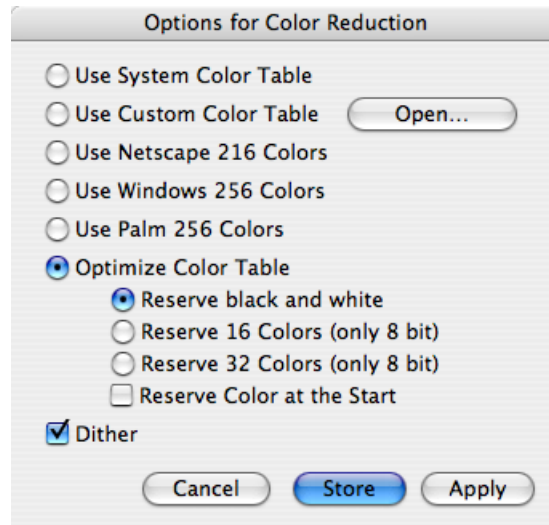 Options for Color Reduction
Use System Color Table
Use Custom Color Table Open...
Use Netscape 216 Colors
Use Windows 256 Colors
Use Palm 256 Colors
Optimize Color Table
Reserve black and white
Reserve 16 Colors (only 8 bit)
Reserve 32 Colors (only 8 bit)
Reserve Color at the Start
Dither
Cancel Store Apply